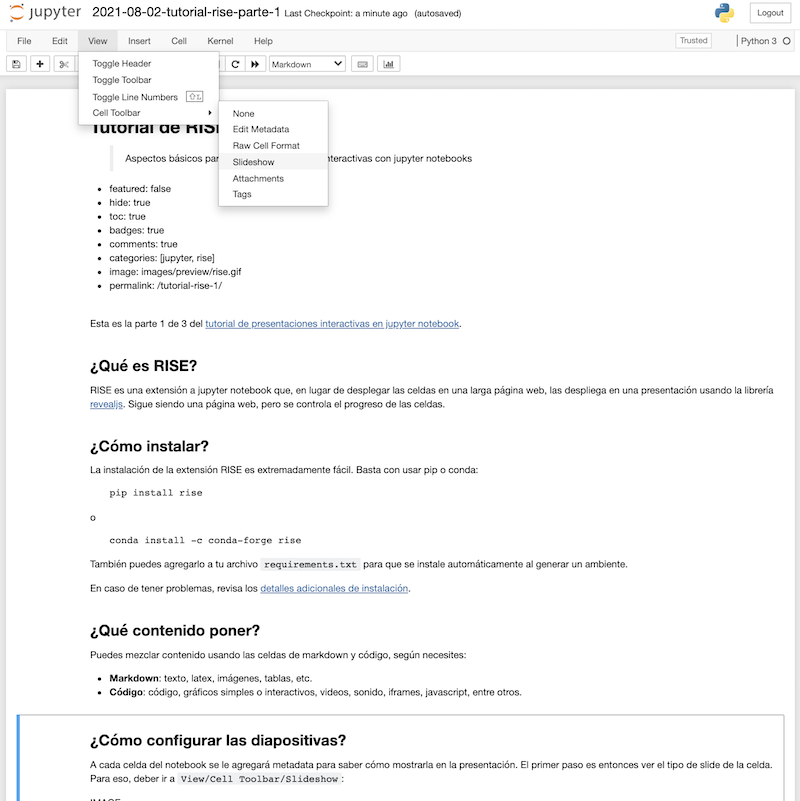 jupyter 2021-08-02-tutorial-rise-parte-1 Last Checkpoint: a minute ago (autosaved)
Logout
File Edit View Insert Cell Kernel Help
Trusted Python 3
Markdown
Toggle Header
Toggle Toolbar
Toggle Line Numbers
Cell Toolbar
None
Edit Metadata
Raw Cell Format
Slideshow
Attachments
Tags
Tutorial de RISE
Aspectos básicos interactivas con jupyter notebooks
featured: false
hide: true
toc: true
badges: true
comments: true
categories: [jupyter, rise]
image: images/preview/rise.gif
permalink: /tutorial-rise-1/
Esta es la parte 1 de 3 del tutorial de presentaciones interactivas en jupyter notebook.
¿Qué es RISE?
RISE es una extensión a jupyter notebook que, en lugar de desplegar las celdas en una larga página web, las despliega en una presentación usando la librería
revealjs. Sigue siendo una página web, pero se controla el progreso de las celdas.
¿Cómo instalar?
La instalación de la extensión RISE es extremadamente fácil. Basta con usar pip o conda:
pip install rise
o
conda install -c conda-forge rise
También puedes agregarlo a tu archivo requirements.txt para que se instale automáticamente al generar un ambiente.
En caso de tener problemas, revisa los detalles adicionales de instalación.
¿Qué contenido poner?
Puedes mezclar contenido usando las celdas de markdown y código, según necesites:
Markdown: texto, latex, imágenes, tablas, etc.
Código: código, gráficos simples o interactivos, videos, sonido, iframes, javascript, entre otros.
¿Cómo configurar las diapositivas?
A cada celda del notebook se le agregará metadata para saber cómo mostrarla en la presentación. El primer paso es entonces ver el tipo de slide de la celda.
Para eso, deber ir a View/Cell Toolbar/Slideshow: